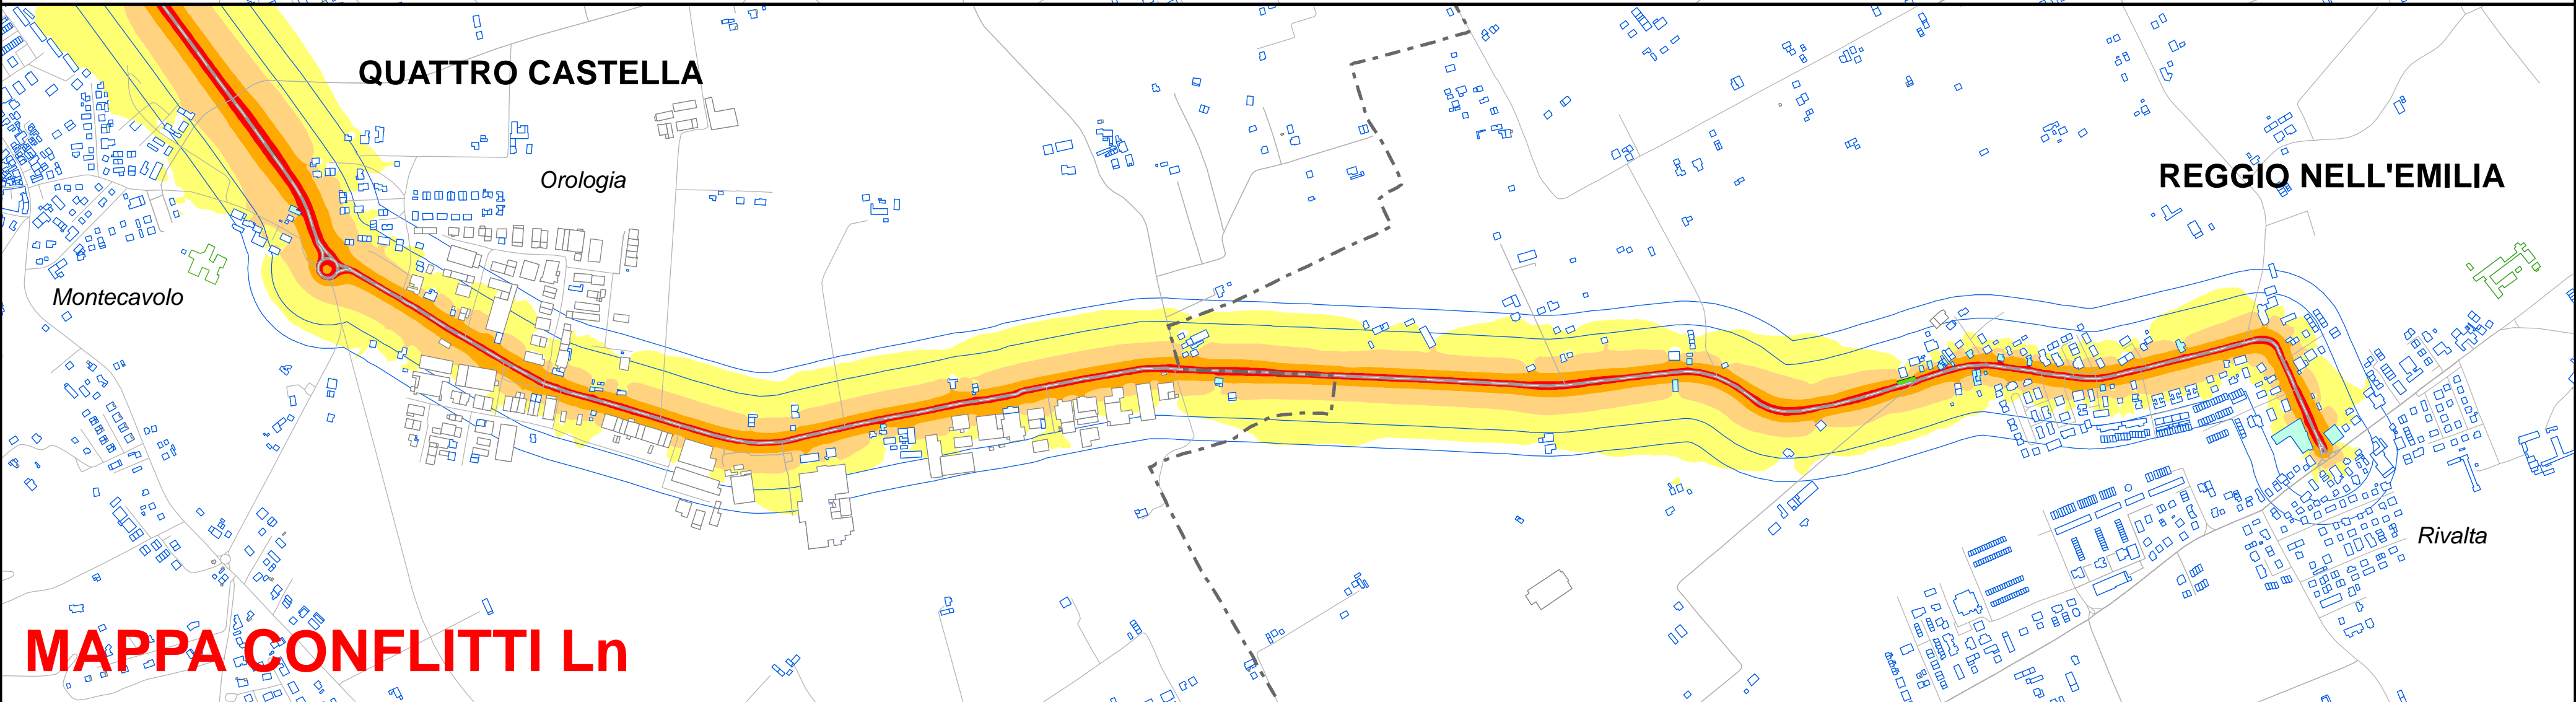 QUATTRO CASTELLA
Orologia
REGGIO NELL'EMILIA
Montecavolo
Rivalta
MAPPA CONFLITTI Ln